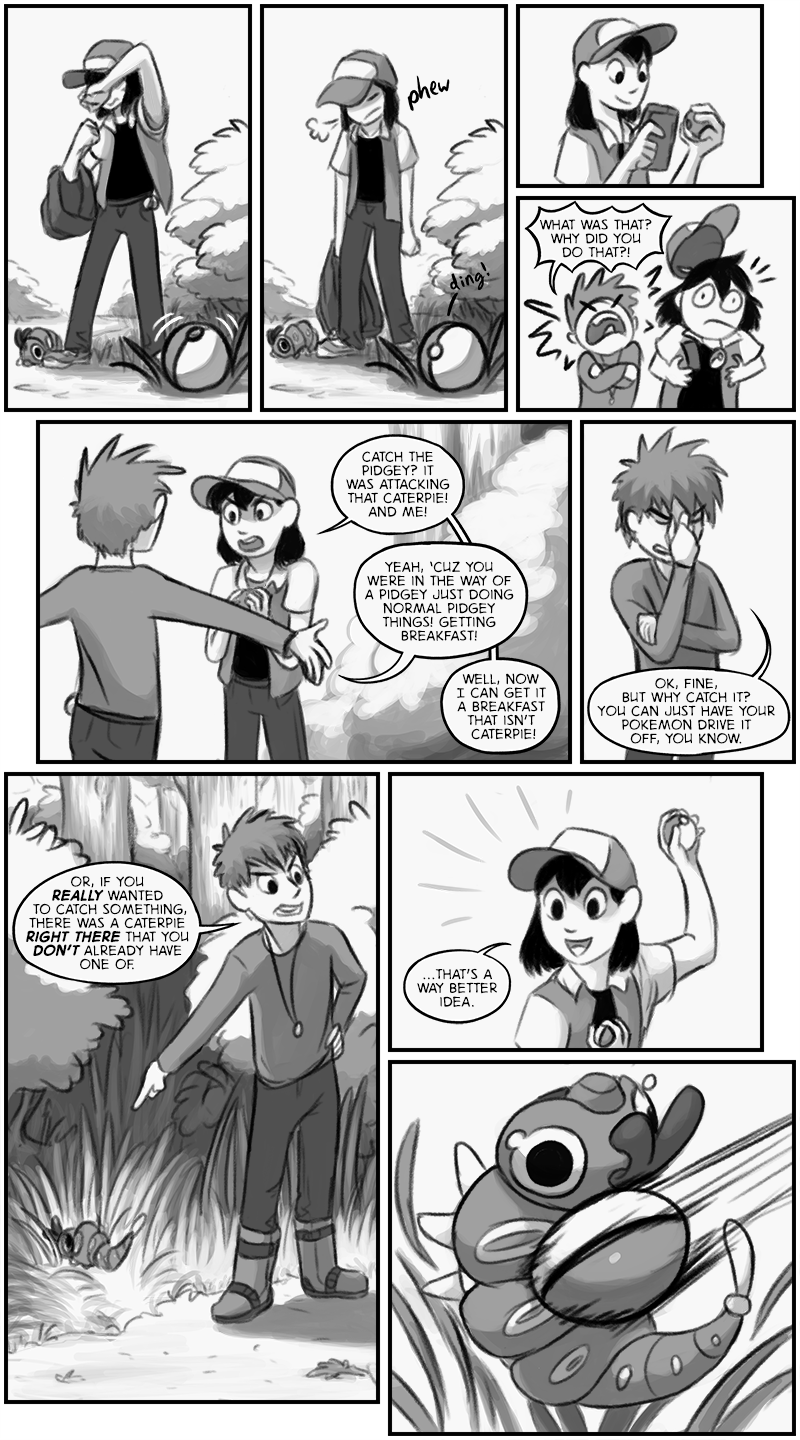 phew
ding!
WHAT WAS THAT?
WHY DID YOU
DO THAT?!
CATCH THE
PIDGEY? IT
WAS ATTACKING
THAT CATERPIE!
AND ME!
YEAH, 'CUZ YOU
WERE IN THE WAY OF
A PIDGEY JUST DOING
NORMAL PIDGEY
THINGS! GETTING
BREAKFAST!
WELL, NOW
I CAN GET IT
A BREAKFAST
THAT ISN'T
CATERPIE!
OK, FINE,
BUT WHY CATCH IT?
YOU CAN JUST HAVE YOUR
POKEMON DRIVE IT
OFF, YOU KNOW.
OR, IF YOU
REALLY WANTED
TO CATCH SOMETHING,
THERE WAS A CATERPIE
RIGHT THERE THAT YOU
DON'T ALREADY HAVE
ONE OF.
...THAT'S A
WAY BETTER
IDEA.